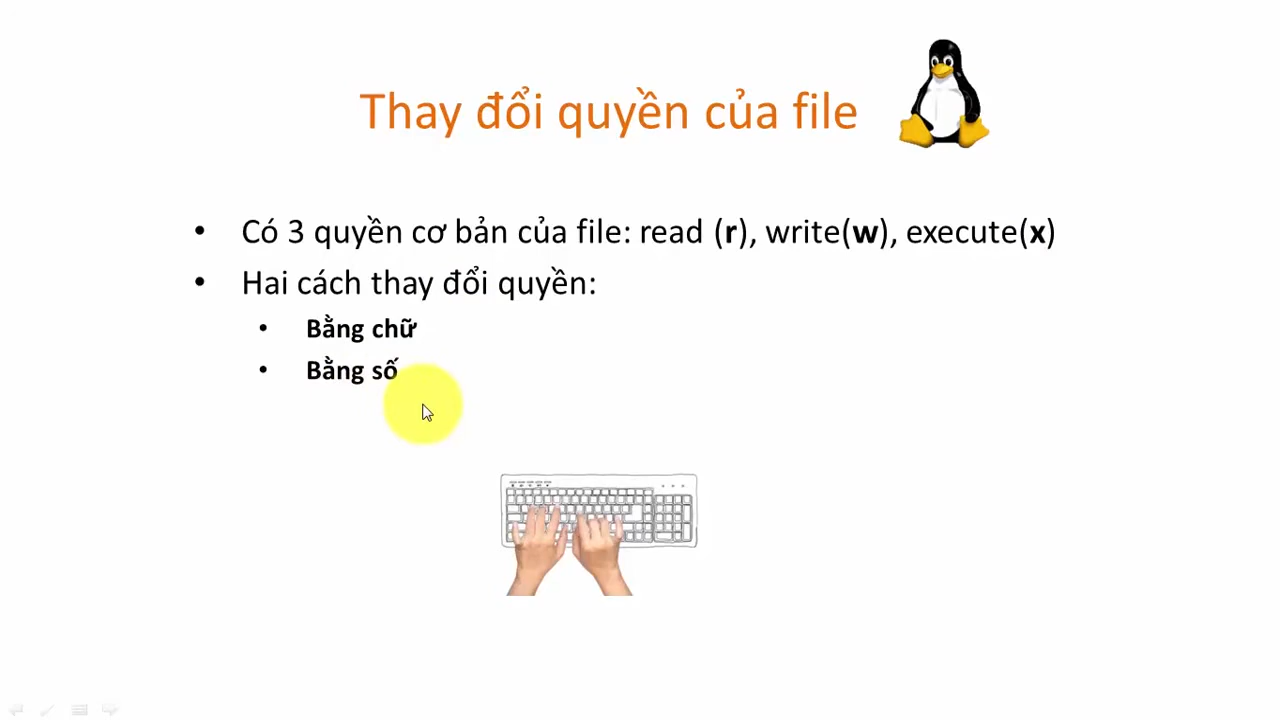 Thay đổi quyền của file
• Có 3 quyền cơ bản của file: read (r), write(w), execute(x)
• Hai cách thay đổi quyền:
• Bằng chữ
• Bằng số